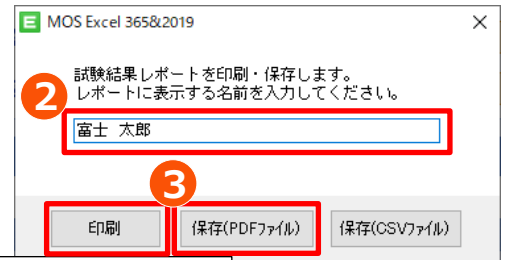 MOS Excel 365&2019
試験結果レポートを印刷・保存します。
レポートに表示する名前を入力してください。
2
富士 太郎
3
印刷
保存(PDFファイル)
保存(CSVファイル)